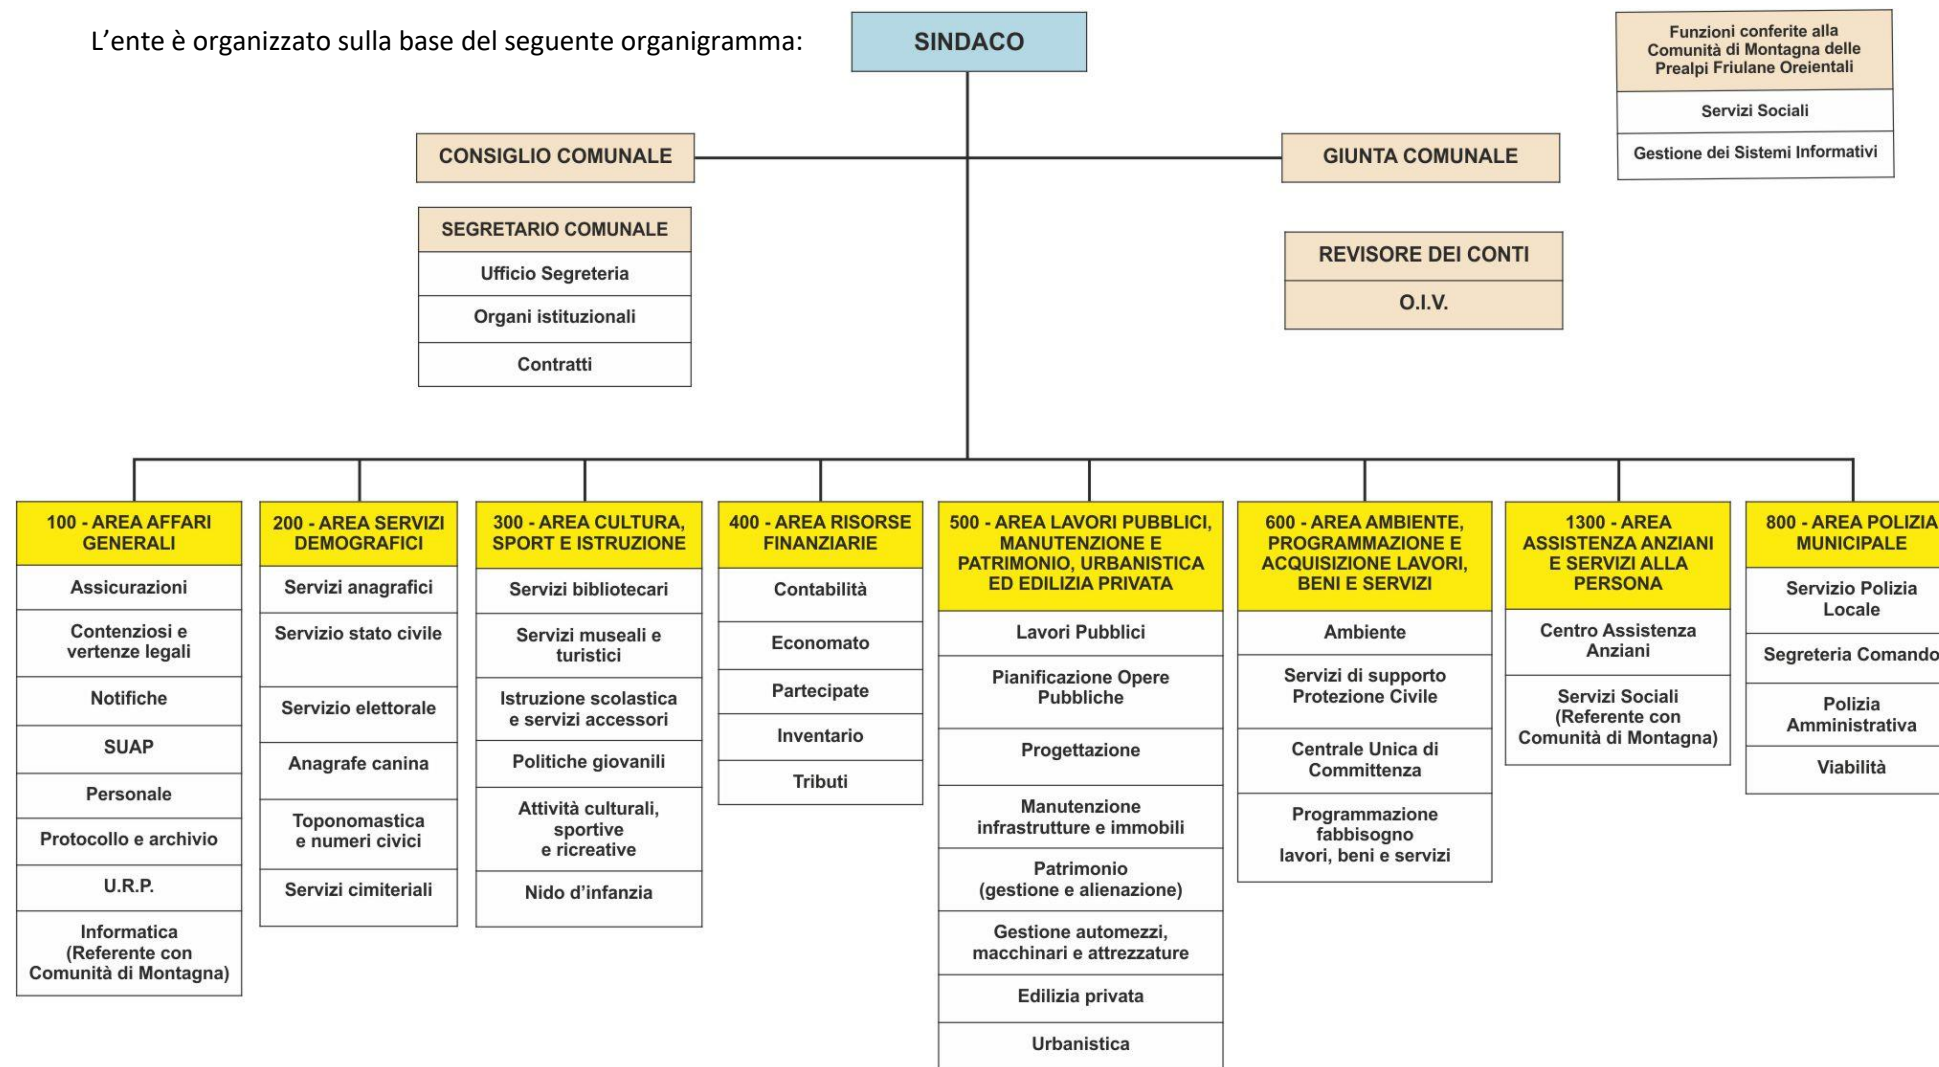 L’ente è organizzato sulla base del seguente organigramma:
SINDACO
Funzioni conferite alla
Comunità di Montagna delle
Prealpi Friulane Oreientali
Servizi Sociali
Gestione dei Sistemi Informativi
CONSIGLIO COMUNALE
GIUNTA COMUNALE
SEGRETARIO COMUNALE
Ufficio Segreteria
Organi istituzionali
Contratti
REVISORE DEI CONTI
O.I.V.
100 - AREA AFFARI
GENERALI
Assicurazioni
Contenziosi e
vertenze legali
Notifiche
SUAP
Personale
Protocollo e archivio
U.R.P.
Informatica
(Referente con
Comunità di Montagna)
200 - AREA SERVIZI
DEMOGRAFICI
Servizi anagrafici
Servizio stato civile
Servizio elettorale
Anagrafe canina
Toponomastica
e numeri civici
Servizi cimiteriali
300 - AREA CULTURA,
SPORT E ISTRUZIONE
Servizi bibliotecari
Servizi museali e
turistici
Istruzione scolastica
e servizi accessori
Politiche giovanili
Attività culturali,
sportive
e ricreative
Nido d’infanzia
400 - AREA RISORSE
FINANZIARIE
Contabilità
Economato
Partecipate
Inventario
Tributi
500 - AREA LAVORI PUBBLICI,
MANUTENZIONE E
PATRIMONIO, URBANISTICA
ED EDILIZIA PRIVATA
Lavori Pubblici
Pianificazione Opere
Pubbliche
Progettazione
Manutenzione
infrastrutture e immobili
Patrimonio
(gestione e alienazione)
Gestione automezzi,
macchinari e attrezzature
Edilizia privata
Urbanistica
600 - AREA AMBIENTE,
PROGRAMMAZIONE E
ACQUISIZIONE LAVORI,
BENI E SERVIZI
Ambiente
Servizi di supporto
Protezione Civile
Centrale Unica di
Committenza
Programmazione
fabbisogno
lavori, beni e servizi
1300 - AREA
ASSISTENZA ANZIANI
E SERVIZI ALLA
PERSONA
Centro Assistenza
Anziani
Servizi Sociali
(Referente con
Comunità di Montagna)
800 - AREA POLIZIA
MUNICIPALE
Servizio Polizia
Locale
Segreteria Comando
Polizia
Amministrativa
Viabilità